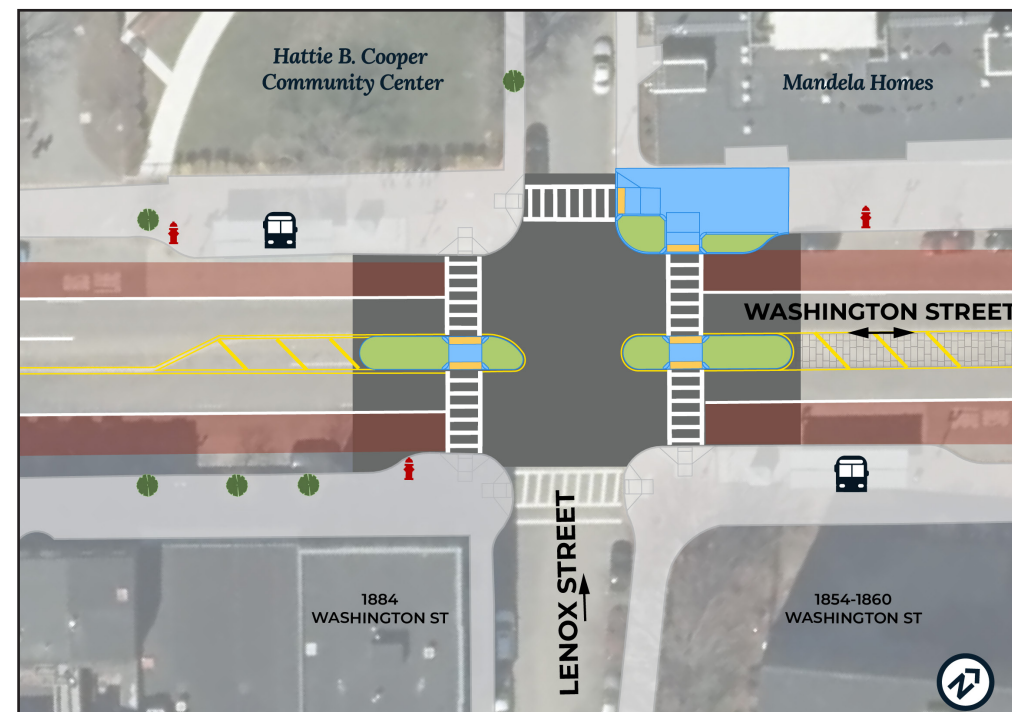 Hattie B. Cooper
Community Center
Mandela Homes
WASHINGTON STREET
LENOX STREET
1884
WASHINGTON ST
1854-1860
WASHINGTON ST
N